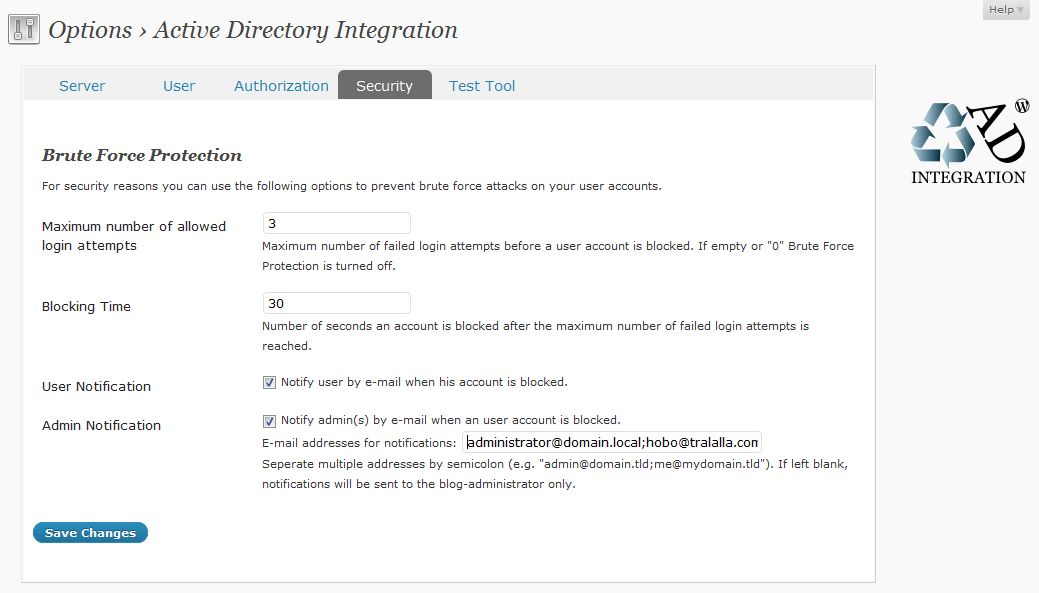 Help
Options › Active Directory Integration
Server User Authorization Security Test Tool
AD W
INTEGRATION
Brute Force Protection
For security reasons you can use the following options to prevent brute force attacks on your user accounts.
Maximum number of allowed
login attempts
3
Maximum number of failed login attempts before a user account is blocked. If empty or "0" Brute Force
Protection is turned off.
Blocking Time
30
Number of seconds an account is blocked after the maximum number of failed login attempts is
reached.
User Notification
Notify user by e-mail when his account is blocked.
Admin Notification
Notify admin(s) by e-mail when an user account is blocked.
E-mail addresses for notifications: administrator@domain.local;hobo@tralalla.com
Seperate multiple addresses by semicolon (e.g. "admin@domain.tld;me@mydomain.tld"). If left blank,
notifications will be sent to the blog-administrator only.
Save Changes